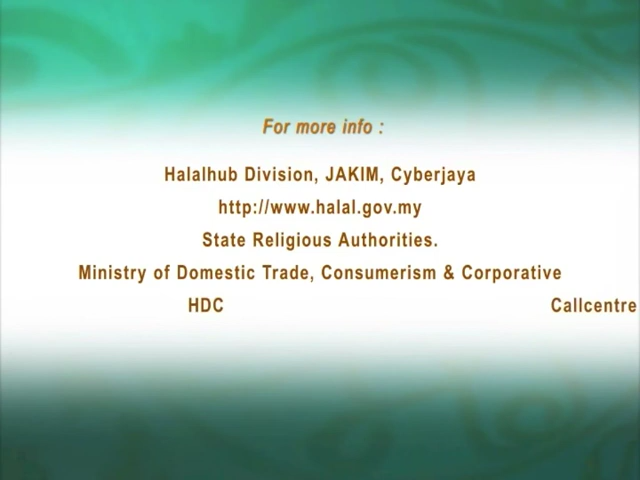 For more info :
Halalhub Division, JAKIM, Cyberjaya
http://www.halal.gov.my
State Religious Authorities.
Ministry of Domestic Trade, Consumerism & Corporative
HDC Callcentre